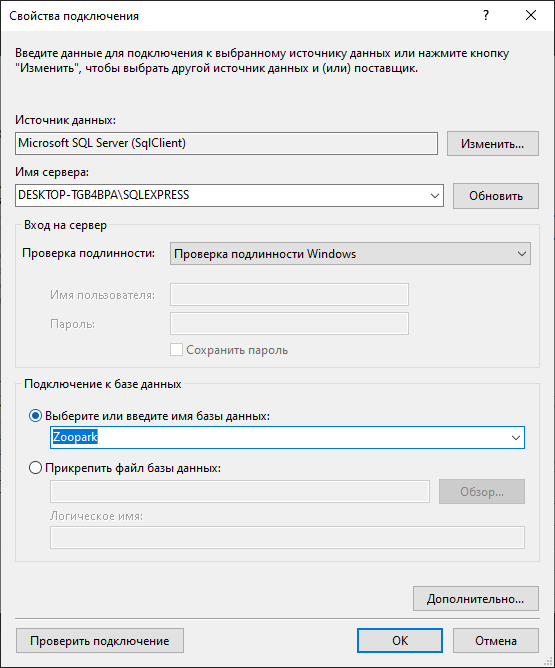 Свойства подключения
?
Введите данные для подключения к выбранному источнику данных или нажмите кнопку
"Изменить", чтобы выбрать другой источник данных и (или) поставщик.
Источник данных:
Microsoft SQL Server (SqlClient)
Изменить...
Имя сервера:
DESKTOP-TGB4BPA\SQLEXPRESS
Обновить
Вход на сервер
Проверка подлинности:
Проверка подлинности Windows
Имя пользователя:
Пароль:
Сохранить пароль
Подключение к базе данных
Выберите или введите имя базы данных:
Zoopark
Прикрепить файл базы данных:
Обзор...
Логическое имя:
Дополнительно...
Проверить подключение
ОК
Отмена